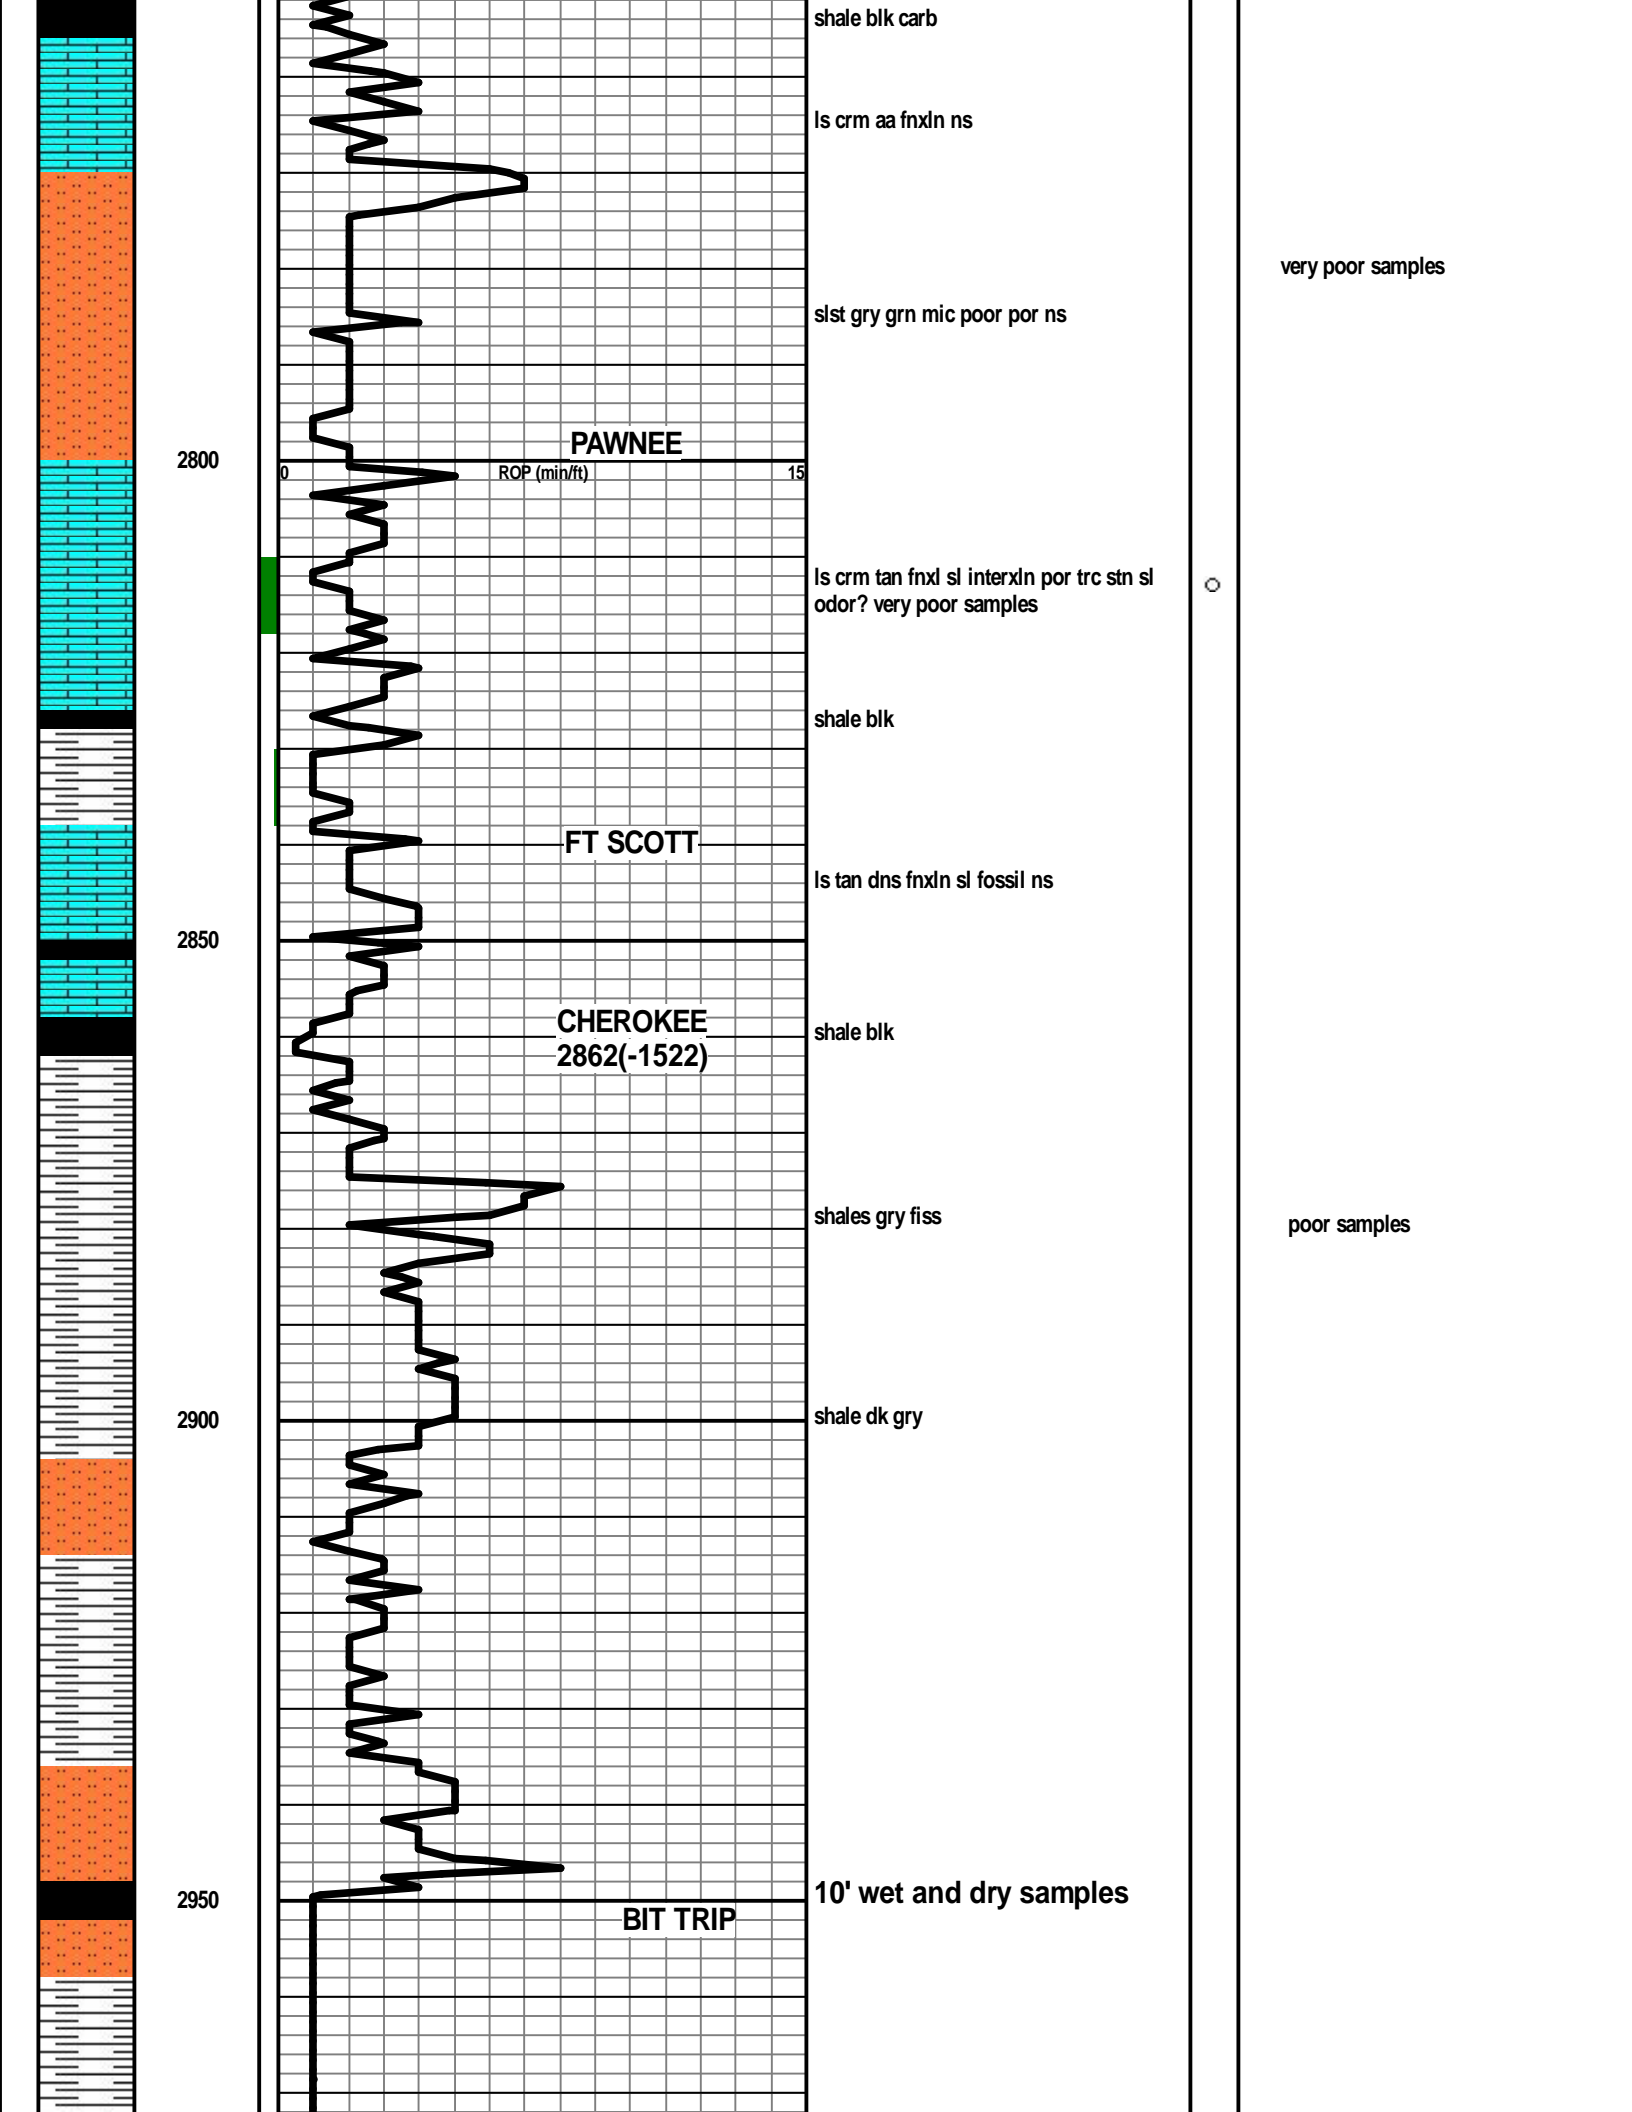 shale blk carb
ls crm aa fnxln ns
very poor samples
slst gry grn mic poor por ns
PAWNEE
2800
0 ROP (min/ft) 15
ls crm tan fnxl sl interxln por trc stn sl
odor? very poor samples
shale blk
FT SCOTT
ls tan dns fnxln sl fossil ns
2850
CHEROKEE
2862(-1522)
shale blk
shales gry fiss
poor samples
2900
shale dk gry
2950
10' wet and dry samples
BIT TRIP